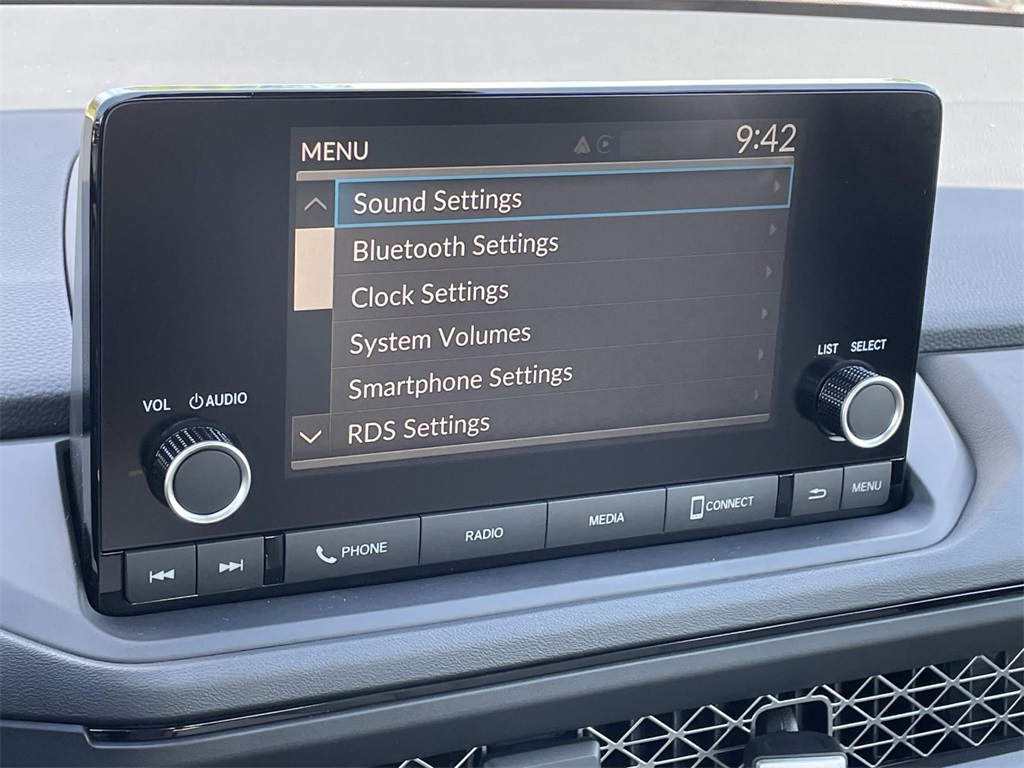 MENU 9:42
Sound Settings
Bluetooth Settings
Clock Settings
System Volumes
Smartphone Settings
RDS Settings
LIST SELECT
VOL AUDIO
PHONE RADIO MEDIA CONNECT MENU